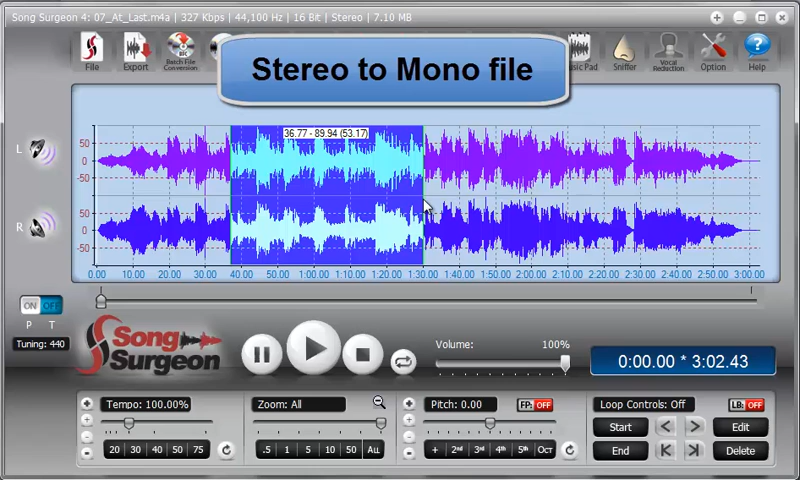 Song Surgeon 4: 07_At_Last.m4a | 327 Kbps | 44,100 Hz | 16 Bit | Stereo | 7.10 MB
File Export Batch File Conversion Sniffer Vocal Reduction Option Help
Stereo to Mono file
36.77 - 89.94 (53.17)
L
50
0
-50
R
50
0
-50
0.00 10.00 20.00 30.00 40.00 50.00 1:00.00 1:10.00 1:20.00 1:30.00 1:40.00 1:50.00 2:00.00 2:10.00 2:20.00 2:30.00 2:40.00 2:50.00 3:00.00
ON OFF
P T
Tuning: 440
Song Surgeon
Volume: 100%
0:00.00 * 3:02.43
Tempo: 100.00%
20 30 40 50 75
Zoom: All
.5 1 5 10 50 ALL
Pitch: 0.00 FP: OFF
+ 2nd 3rd 4th 5th OCT
Loop Controls: Off LB: OFF
Start < > Edit
End Delete